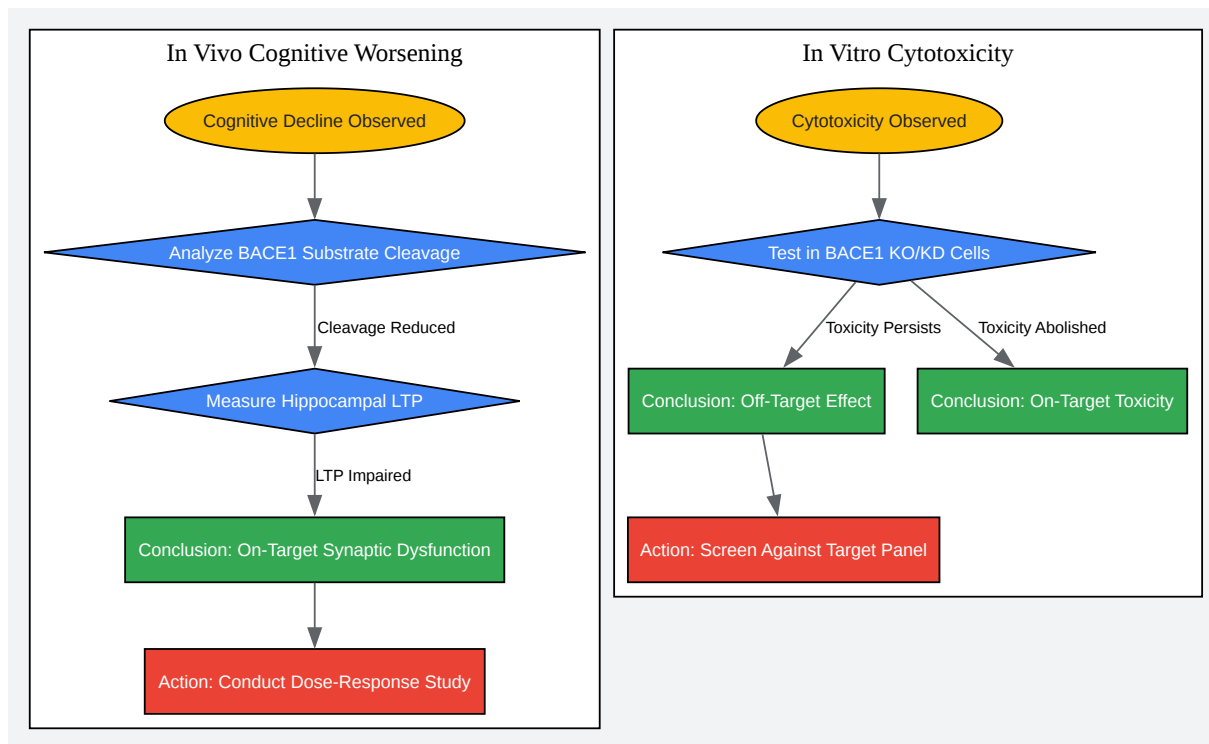 In Vivo Cognitive Worsening
Cognitive Decline Observed
Analyze BACE1 Substrate Cleavage
Cleavage Reduced
Measure Hippocampal LTP
LTP Impaired
Conclusion: On-Target Synaptic Dysfunction
Action: Conduct Dose-Response Study
In Vitro Cytotoxicity
Cytotoxicity Observed
Test in BACE1 KO/KD Cells
Toxicity Persists
Toxicity Abolished
Conclusion: Off-Target Effect
Conclusion: On-Target Toxicity
Action: Screen Against Target Panel